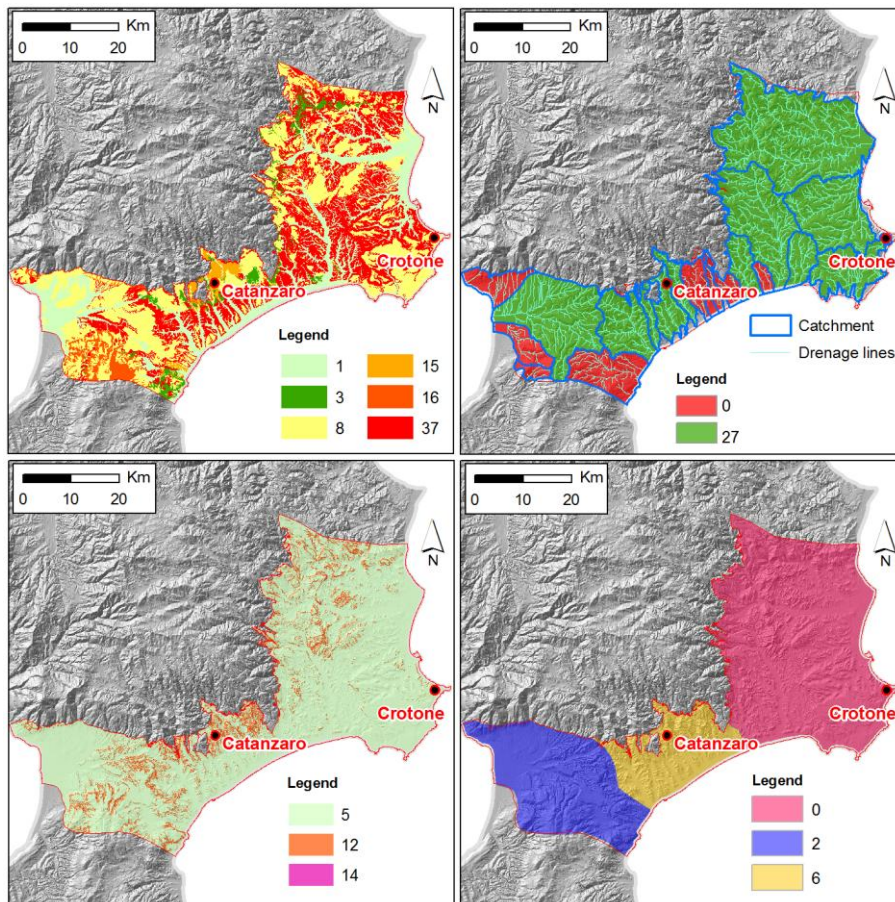 Km
0 10 20
N
Crotone
Catanzaro
Legend
1 15
3 16
8 37
Km
0 10 20
N
Crotone
Catanzaro
Catchment
Drenage lines
Legend
0
27
Km
0 10 20
N
Crotone
Catanzaro
Legend
5
12
14
Km
0 10 20
N
Crotone
Catanzaro
Legend
0
2
6